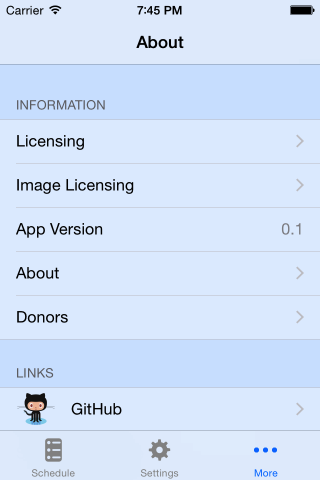 Carrier 7:45 PM
About
INFORMATION
Licensing
Image Licensing
App Version 0.1
About
Donors
LINKS
GitHub
Schedule Settings More